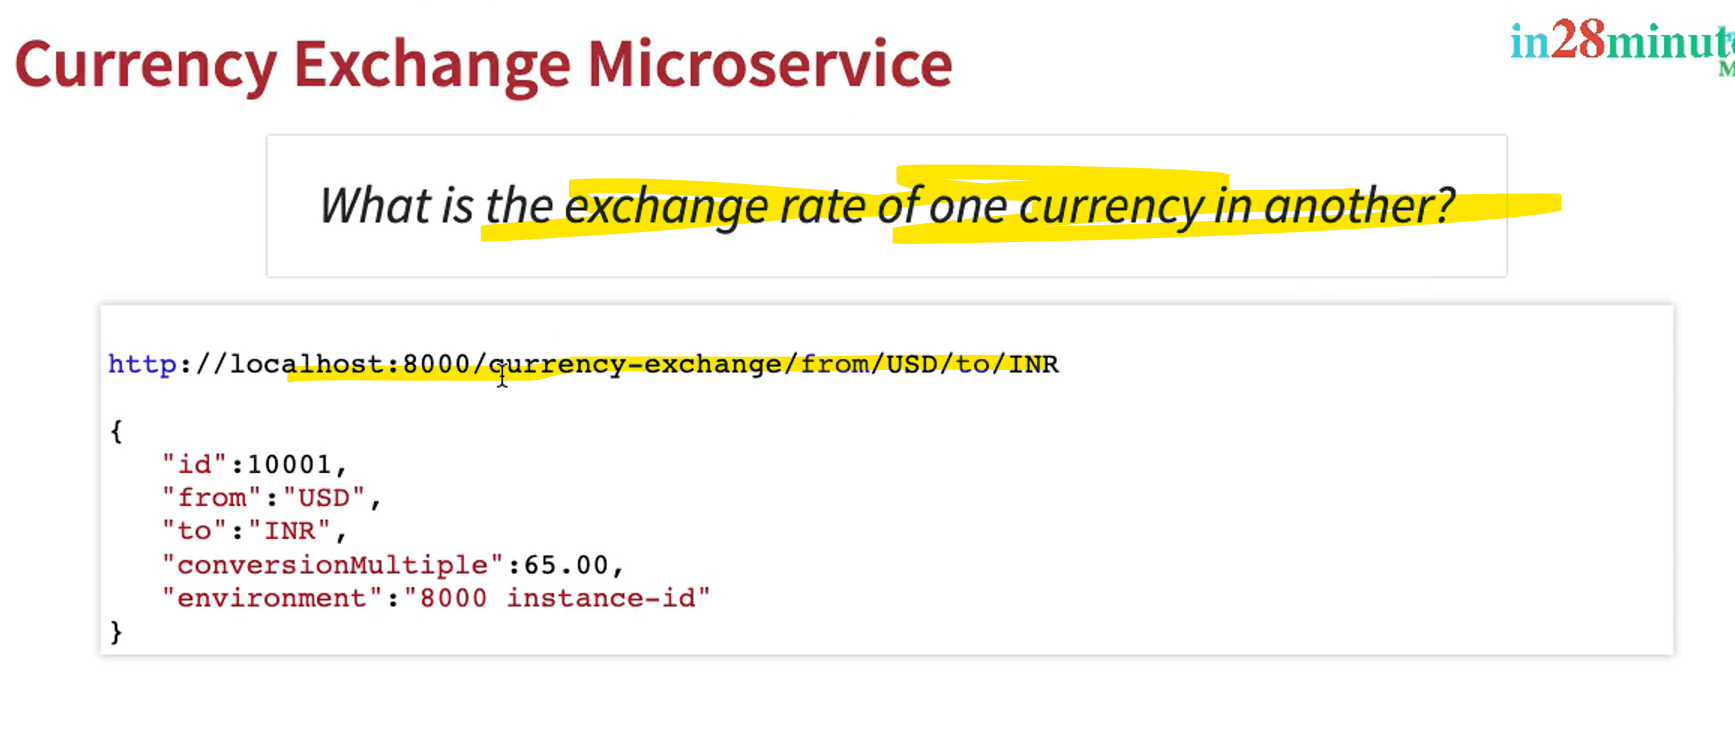 Currency Exchange Microservice
in28minut
M
What is the exchange rate of one currency in another?
http://localhost:8000/currency-exchange/from/USD/to/INR
{
"id":10001,
"from":"USD",
"to":"INR",
"conversionMultiple":65.00,
"environment":"8000 instance-id"
}